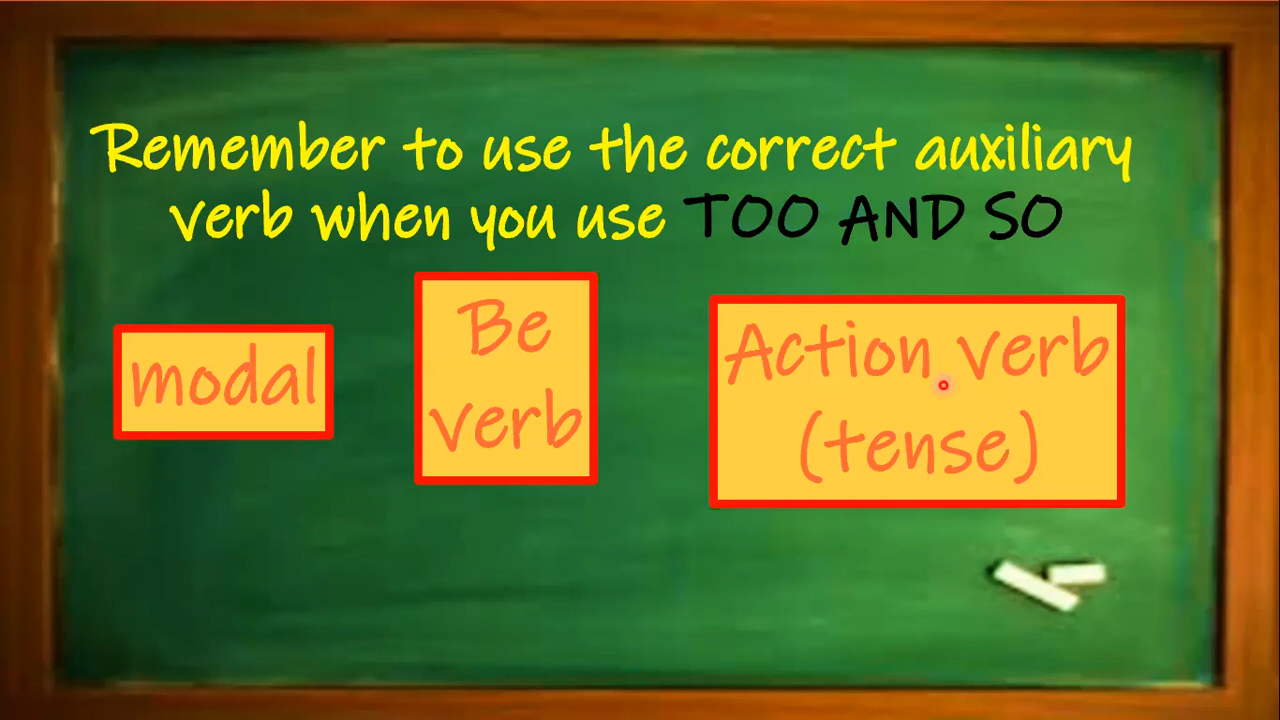 Remember to use the correct auxiliary
verb when you use TOO AND SO
modal
Be
verb
Action verb
(tense)